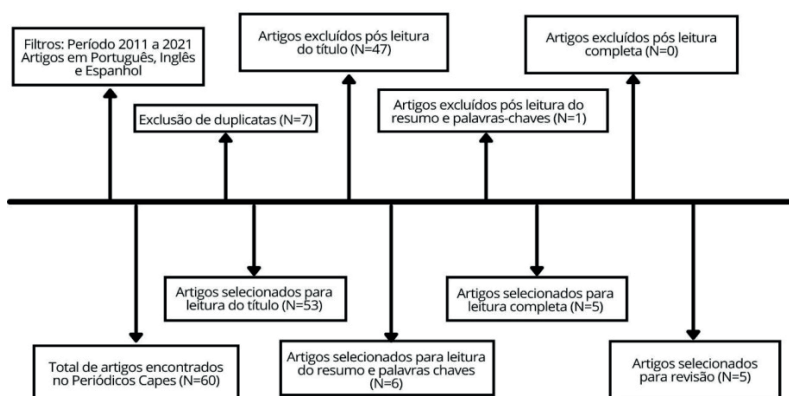 Filtros: Período 2011 a 2021
Artigos em Português, Inglês
e Espanhol
Exclusão de duplicatas (N=7)
Artigos excluídos pós leitura
do título (N=47)
Artigos excluídos pós leitura do
resumo e palavras-chaves (N=1)
Artigos excluídos pós leitura
completa (N=0)
Total de artigos encontrados
no Periódicos Capes (N=60)
Artigos selecionados para
leitura do título (N=53)
Artigos selecionados para leitura
do resumo e palavras chaves
(N=6)
Artigos selecionados para
leitura completa (N=5)
Artigos selecionados
para revisão (N=5)